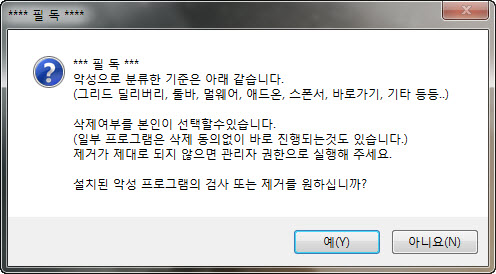 **** 필 독 ****
*** 필 독 ***
악성으로 분류한 기준은 아래 같습니다.
(그리드 딜리버리, 툴바, 멀웨어, 애드온, 스폰서, 바로가기, 기타 등등..)
삭제여부를 본인이 선택할수있습니다.
(일부 프로그램은 삭제 동의없이 바로 진행되는것도 있습니다.)
제거가 제대로 되지 않으면 관리자 권한으로 실행해 주세요.
설치된 악성 프로그램의 검사 또는 제거를 원하십니까?
예(Y)
아니요(N)